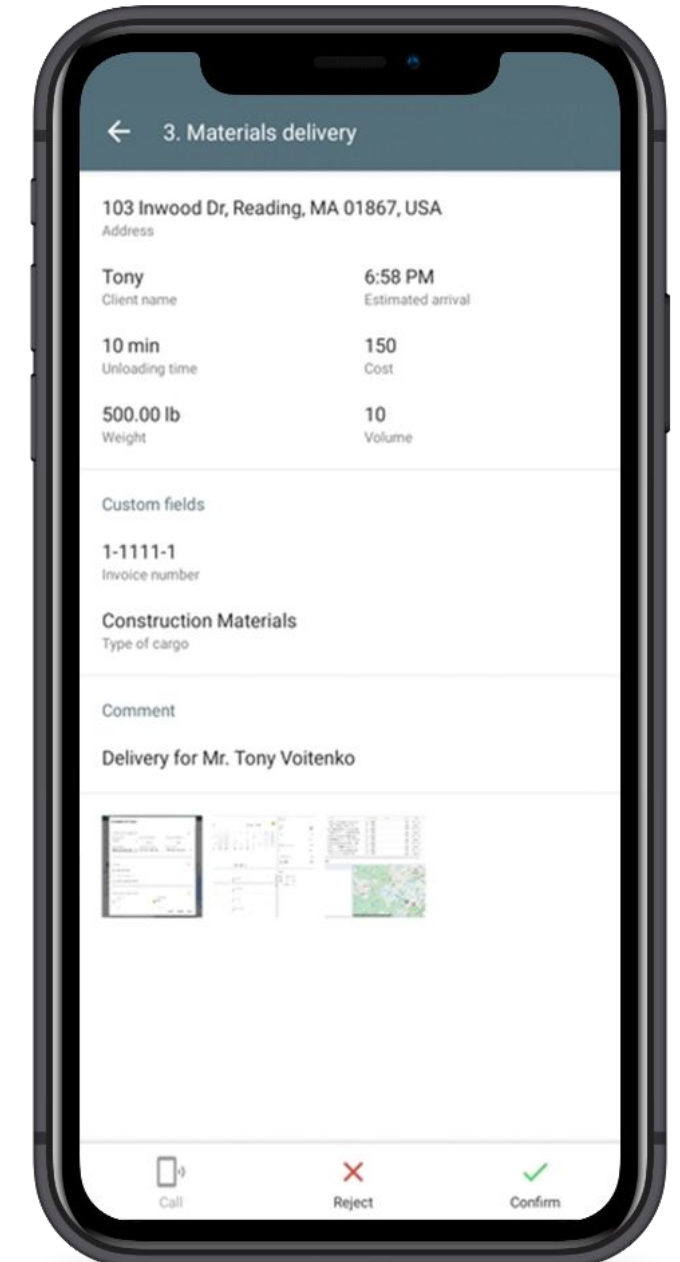 3. Materials delivery
103 Inwood Dr, Reading, MA 01867, USA
Address
Tony
Client name
6:58 PM
Estimated arrival
10 min
Unloading time
150
Cost
500.00 lb
Weight
10
Volume
Custom fields
1-1111-1
Invoice number
Construction Materials
Type of cargo
Comment
Delivery for Mr. Tony Voitenko
Call
Reject
Confirm